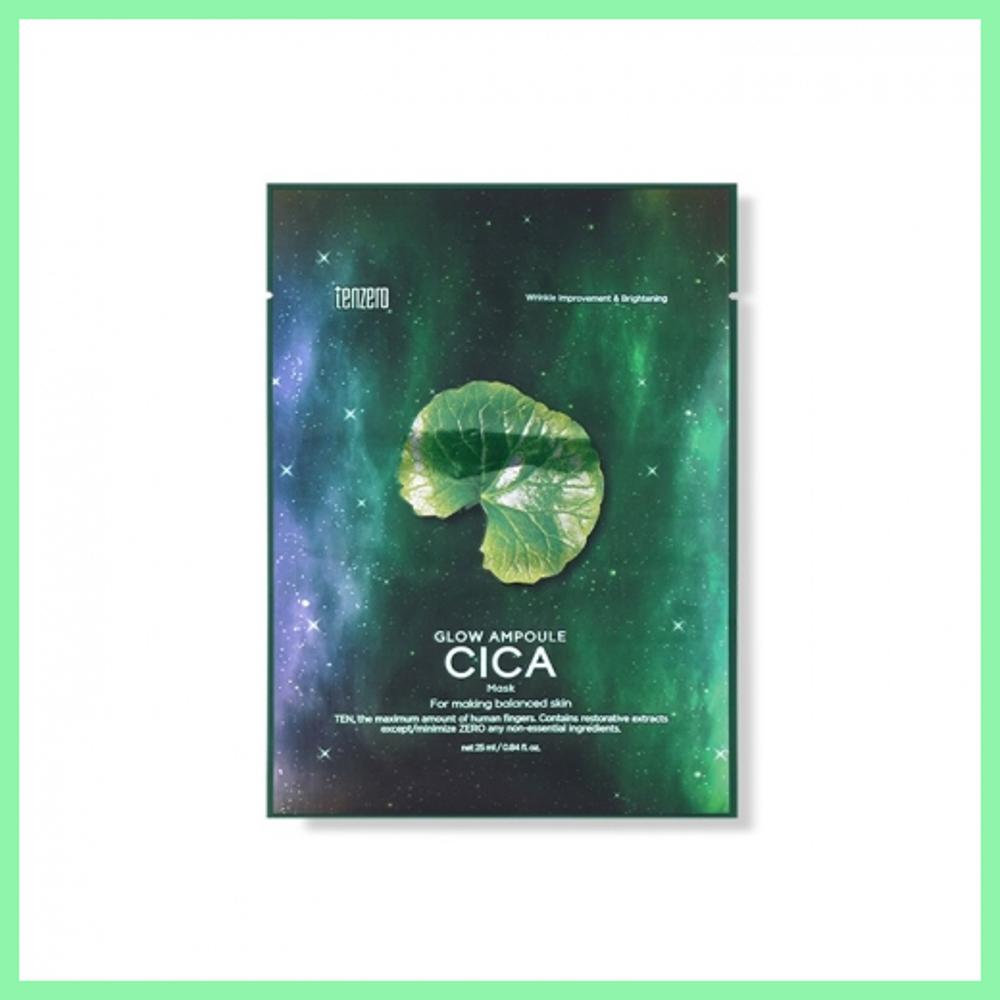 tenzero
Wrinkle Improvement & Brightening
GLOW AMPOULE
CICA
Mask
For making balanced skin
TEN, the maximum amount of human fingers. Contains restorative extracts
except/minimize ZERO any non-essential ingredients.
net 25 ml / 0.84 fl. oz.